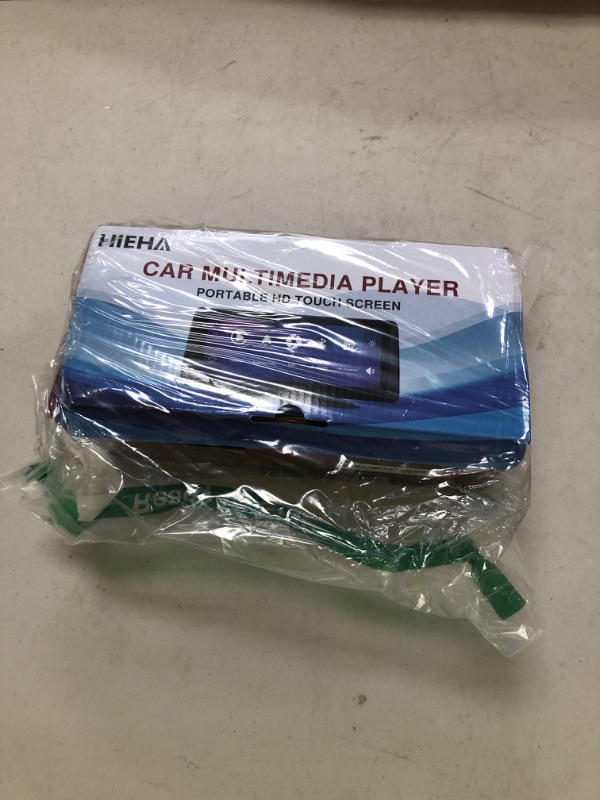 HiEHA
CAR MULTIMEDIA PLAYER
PORTABLE HD TOUCH SCREEN